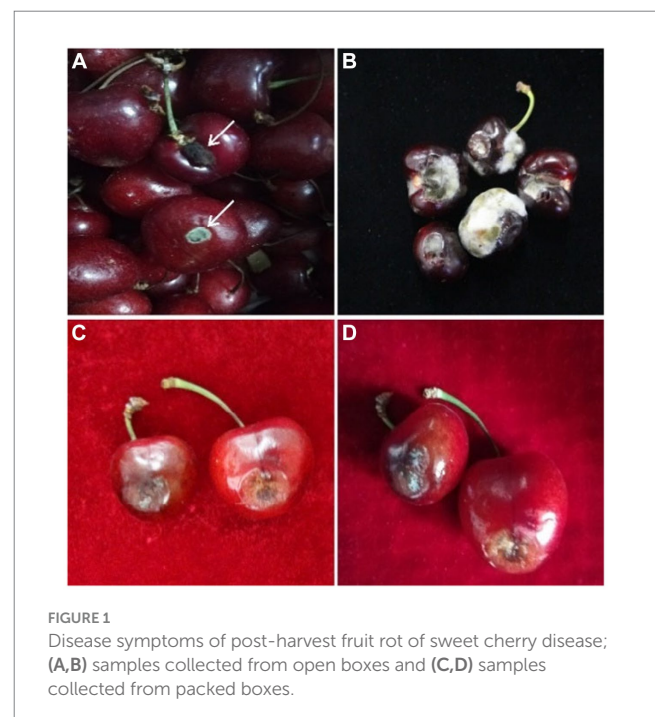 A
B
C
D
FIGURE 1
Disease symptoms of post-harvest fruit rot of sweet cherry disease;
(A,B) samples collected from open boxes and (C,D) samples
collected from packed boxes.